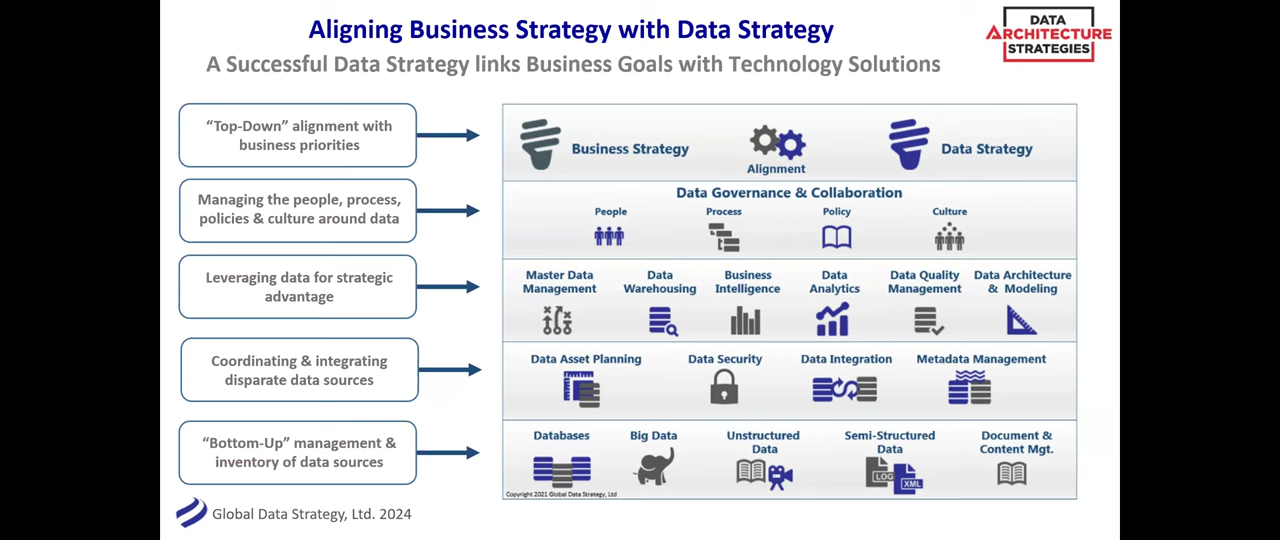 Aligning Business Strategy with Data Strategy
A Successful Data Strategy links Business Goals with Technology Solutions
DATA
ARCHITECTURE
STRATEGIES
“Top-Down” alignment with
business priorities
Business Strategy
Alignment
Data Strategy
Managing the people, process,
policies & culture around data
Data Governance & Collaboration
People
Process
Policy
Culture
Leveraging data for strategic
advantage
Master Data
Management
Data
Warehousing
Business
Intelligence
Data
Analytics
Data Quality
Management
Data Architecture
& Modeling
Coordinating & integrating
disparate data sources
Data Asset Planning
Data Security
Data Integration
Metadata Management
“Bottom-Up” management &
inventory of data sources
Databases
Big Data
Unstructured
Data
Semi-Structured
Data
LOG
XML
Document &
Content Mgt.
Copyright 2021 Global Data Strategy, Ltd
Global Data Strategy, Ltd. 2024